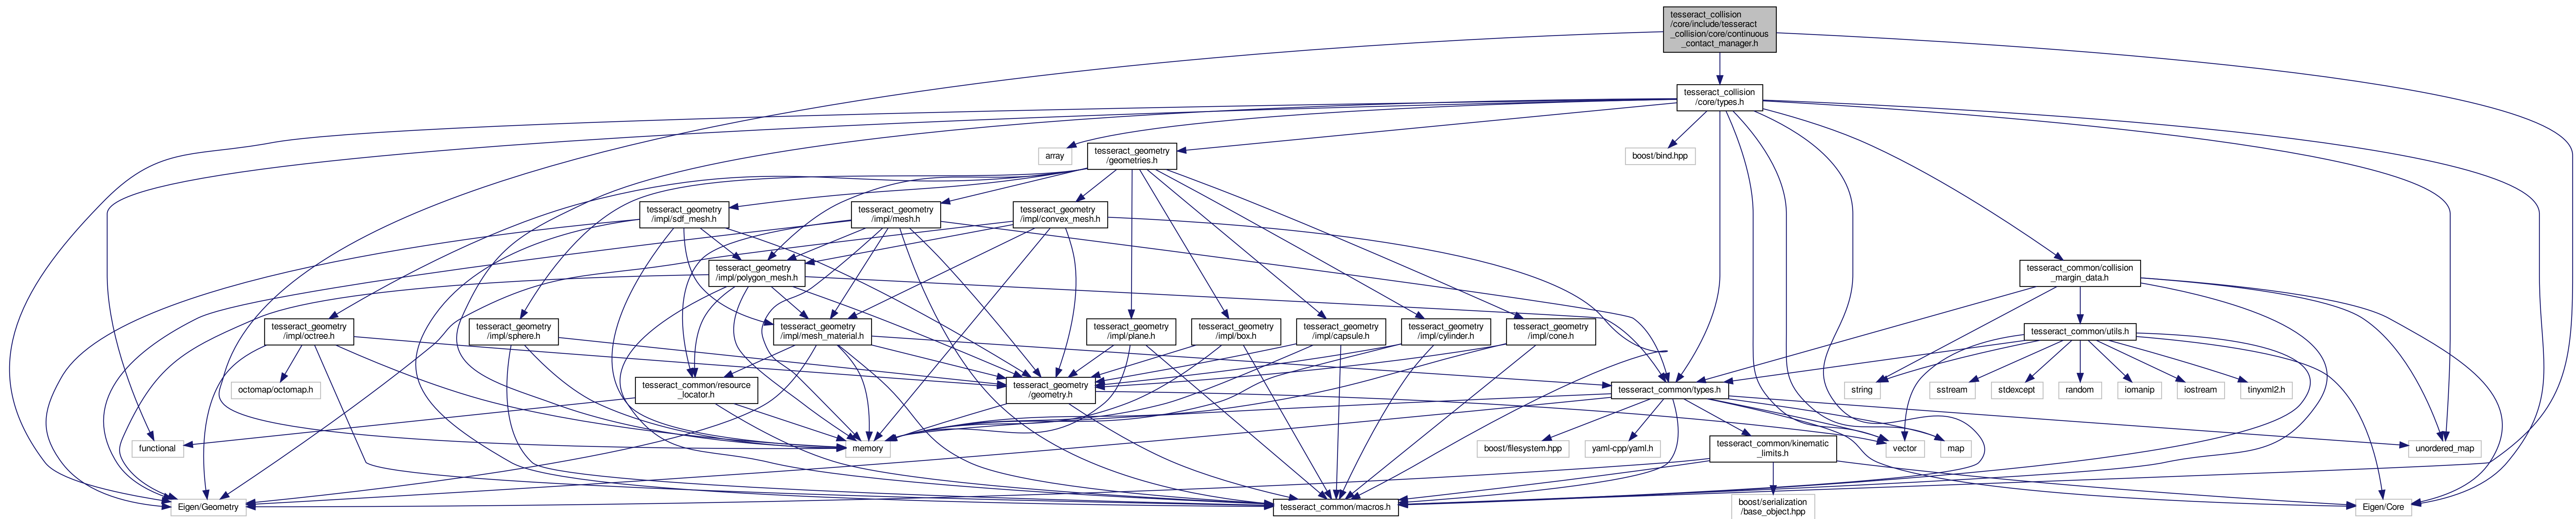 tesseract_collision
/core/include/tesseract
_collision/core/continuous
_contact_manager.h
tesseract_collision
/core/types.h
array
tesseract_geometry
/geometries.h
boost/bind.hpp
tesseract_geometry
/impl/sdf_mesh.h
tesseract_geometry
/impl/mesh.h
tesseract_geometry
/impl/convex_mesh.h
tesseract_geometry
/impl/polygon_mesh.h
tesseract_common/collision
_margin_data.h
tesseract_geometry
/impl/octree.h
tesseract_geometry
/impl/sphere.h
tesseract_geometry
/impl/mesh_material.h
tesseract_geometry
/impl/plane.h
tesseract_geometry
/impl/box.h
tesseract_geometry
/impl/capsule.h
tesseract_geometry
/impl/cylinder.h
tesseract_geometry
/impl/cone.h
tesseract_common/utils.h
octomap/octomap.h
tesseract_common/resource
_locator.h
tesseract_geometry
/geometry.h
tesseract_common/types.h
string
sstream
stdexcept
random
iomanip
iostream
tinyxml2.h
functional
memory
boost/filesystem.hpp
yaml-cpp/yaml.h
tesseract_common/kinematic
_limits.h
vector
map
unordered_map
Eigen/Geometry
tesseract_common/macros.h
boost/serialization
/base_object.hpp
Eigen/Core